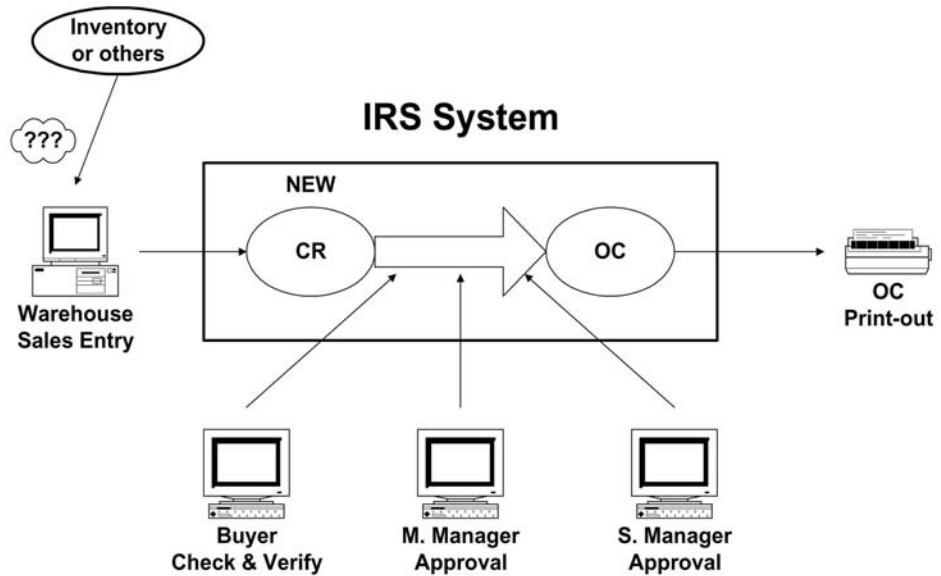 Inventory
or others
???
IRS System
NEW
CR
OC
Warehouse
Sales Entry
OC
Print-out
Buyer
Check & Verify
M. Manager
Approval
S. Manager
Approval